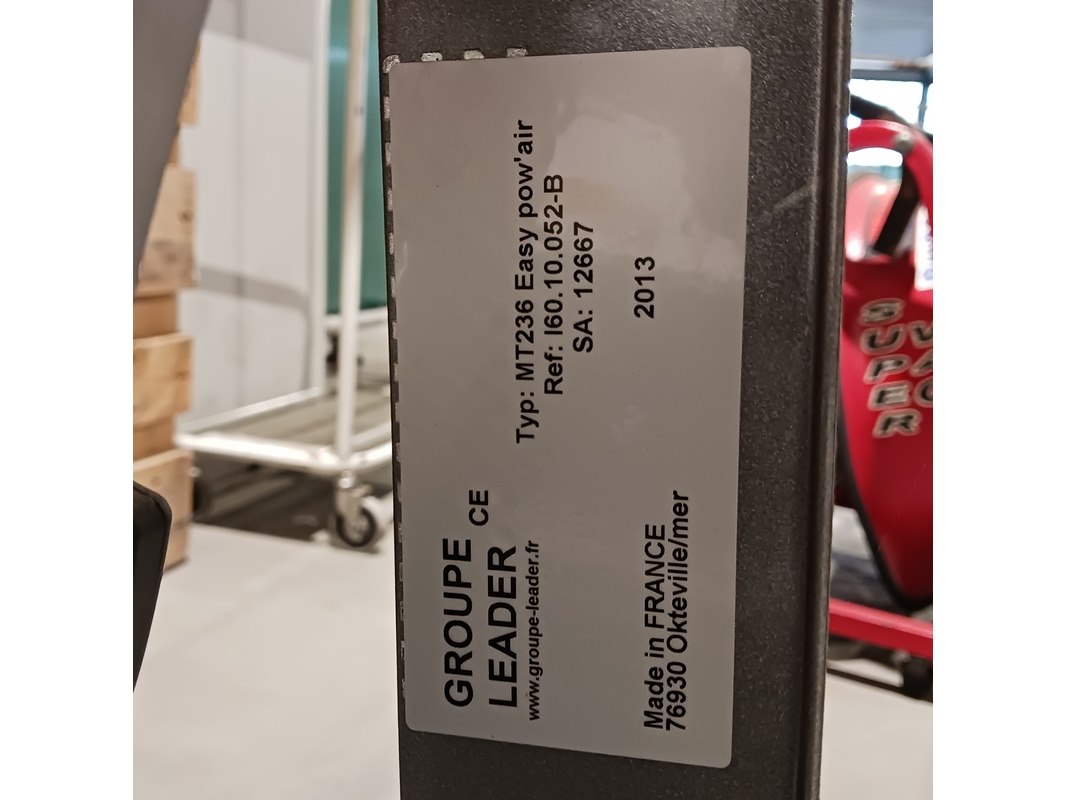 GROUPE
LEADER CE
www.groupe-leader.fr
Typ: MT236 Easy pow'air
Ref: I60.10.052-B
SA: 12667
2013
Made in FRANCE
76930 Okteville/mer
SUPER